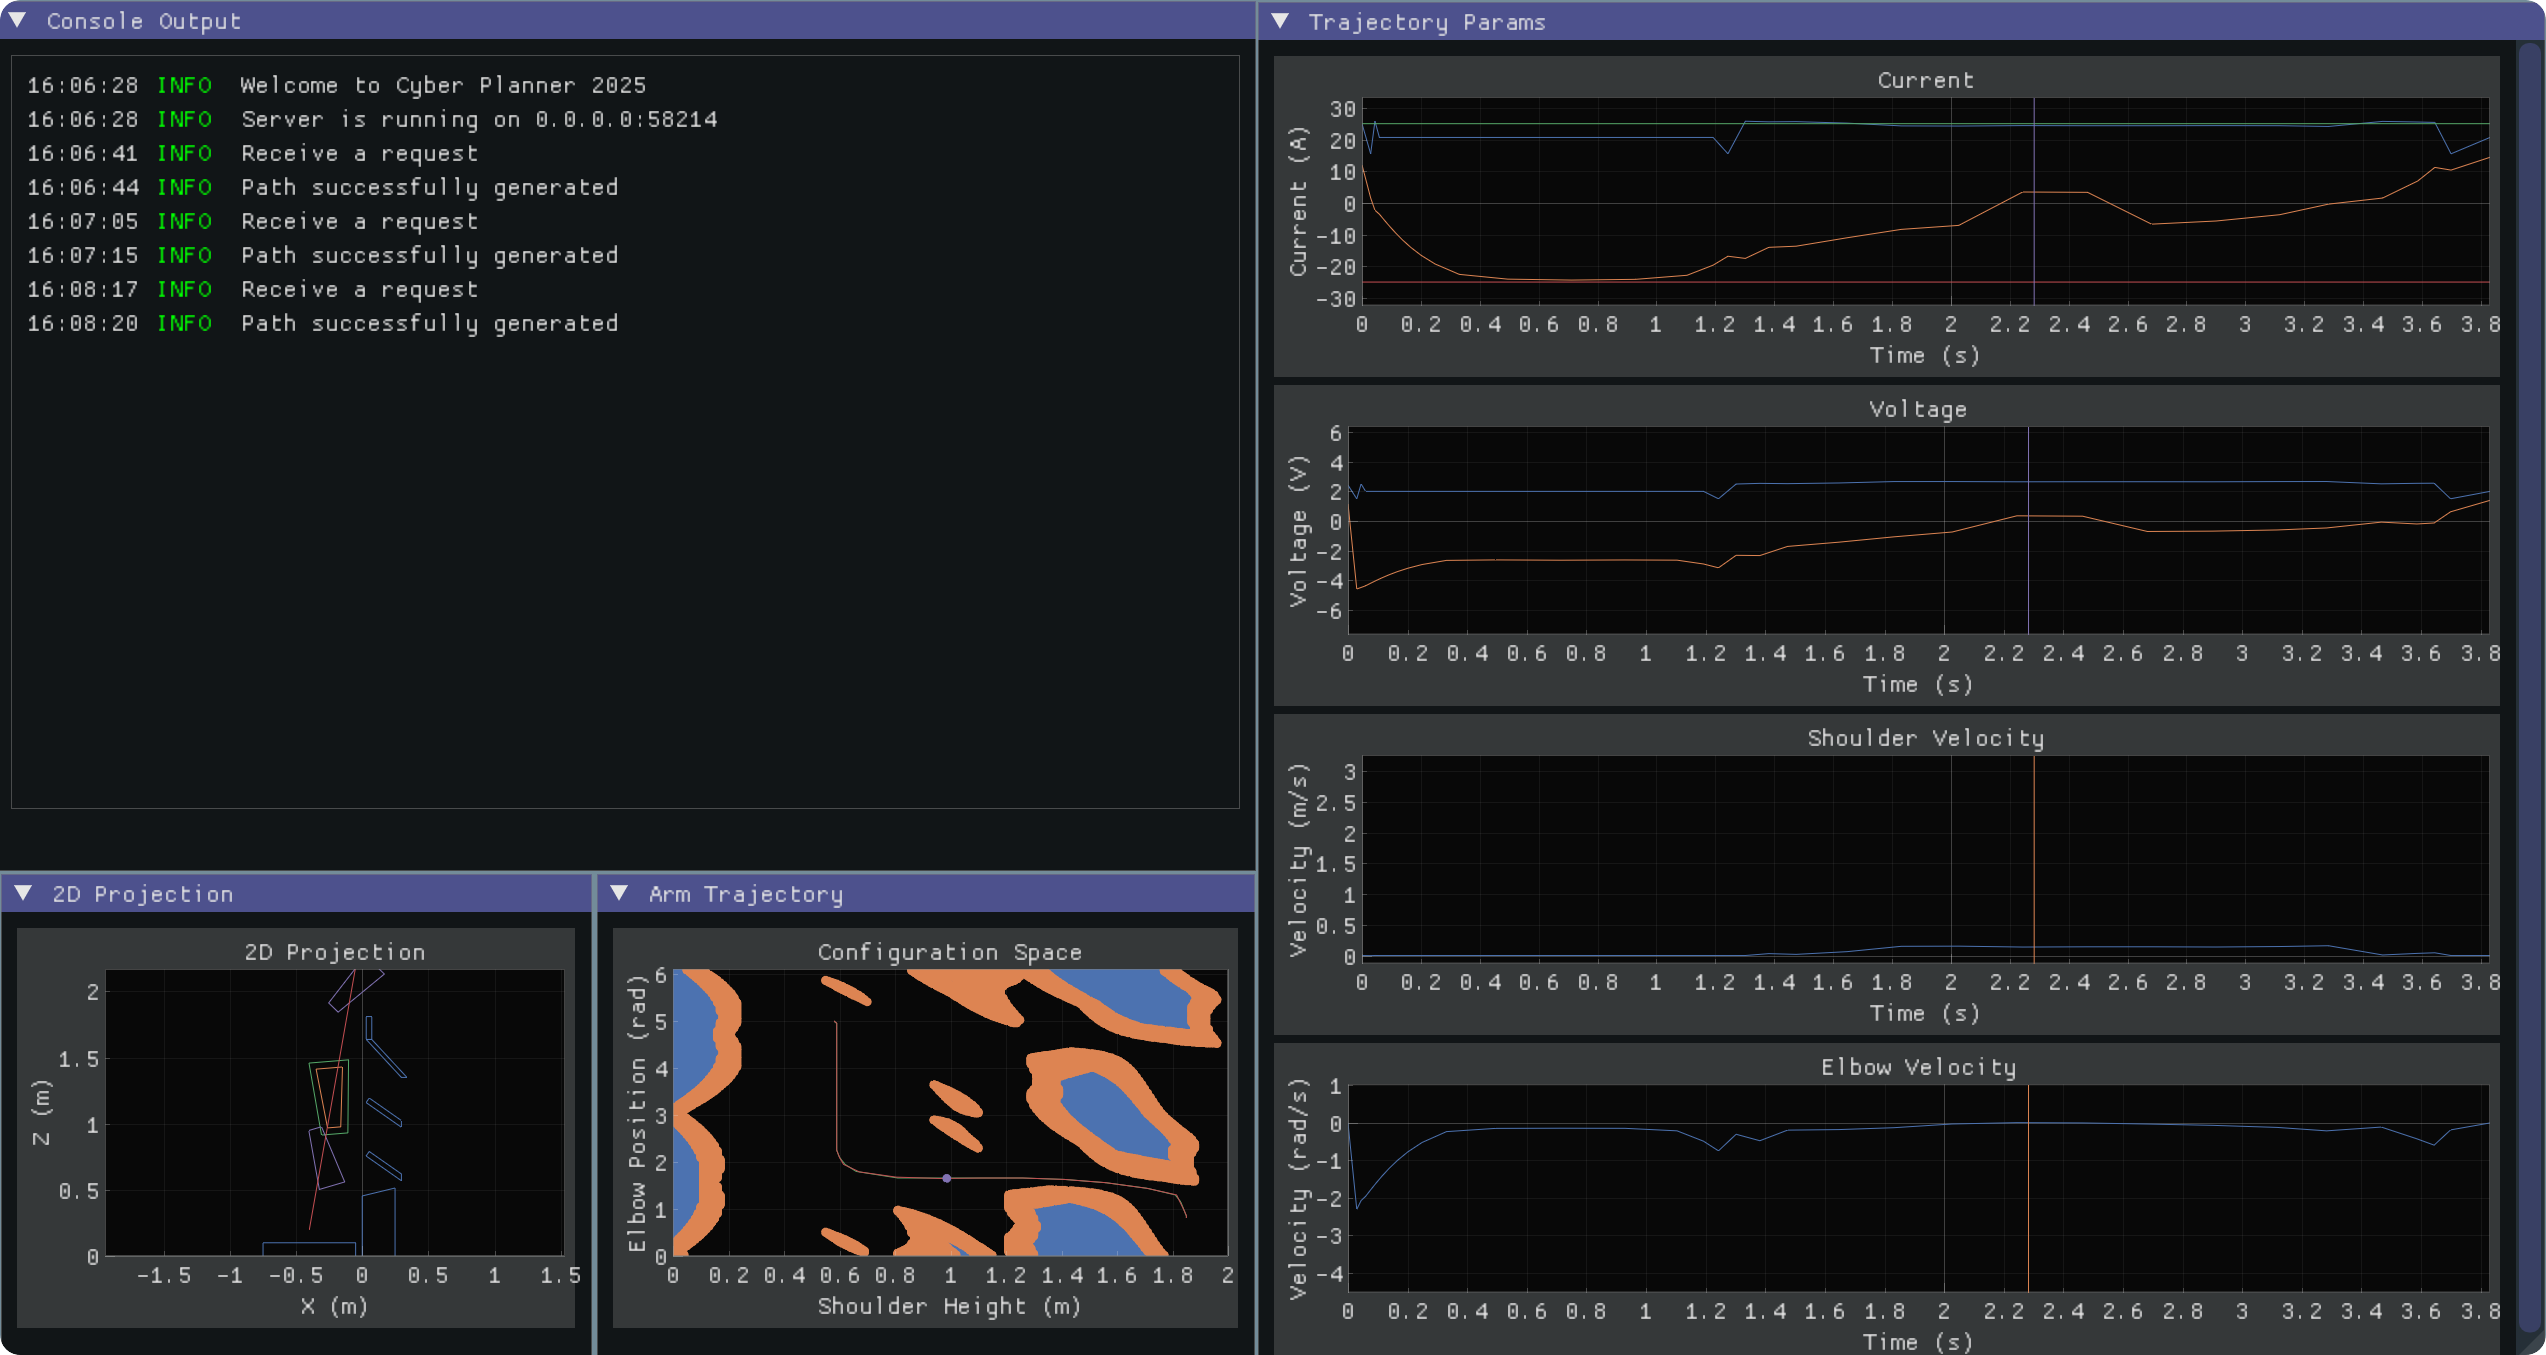 Console Output
16:06:28 INFO Welcome to Cyber Planner 2025
16:06:28 INFO Server is running on 0.0.0.0:58214
16:06:41 INFO Receive a request
16:06:44 INFO Path successfully generated
16:07:05 INFO Receive a request
16:07:15 INFO Path successfully generated
16:08:17 INFO Receive a request
16:08:20 INFO Path successfully generated
2D Projection
2D Projection
2
1.5
1
0.5
0
Z (m)
-1.5 -1 -0.5 0 0.5 1 1.5
X (m)
Arm Trajectory
Configuration Space
6
5
4
3
2
1
0
Elbow Position (rad)
0 0.2 0.4 0.6 0.8 1 1.2 1.4 1.6 1.8 2
Shoulder Height (m)
Trajectory Params
Current
30
20
10
0
-10
-20
-30
Current (A)
0 0.2 0.4 0.6 0.8 1 1.2 1.4 1.6 1.8 2 2.2 2.4 2.6 2.8 3 3.2 3.4 3.6 3.8
Time (s)
Voltage
6
4
2
0
-2
-4
-6
Voltage (V)
0 0.2 0.4 0.6 0.8 1 1.2 1.4 1.6 1.8 2 2.2 2.4 2.6 2.8 3 3.2 3.4 3.6 3.8
Time (s)
Shoulder Velocity
3
2.5
2
1.5
1
0.5
0
Velocity (m/s)
0 0.2 0.4 0.6 0.8 1 1.2 1.4 1.6 1.8 2 2.2 2.4 2.6 2.8 3 3.2 3.4 3.6 3.8
Time (s)
Elbow Velocity
1
0
-1
-2
-3
-4
Velocity (rad/s)
0 0.2 0.4 0.6 0.8 1 1.2 1.4 1.6 1.8 2 2.2 2.4 2.6 2.8 3 3.2 3.4 3.6 3.8
Time (s)